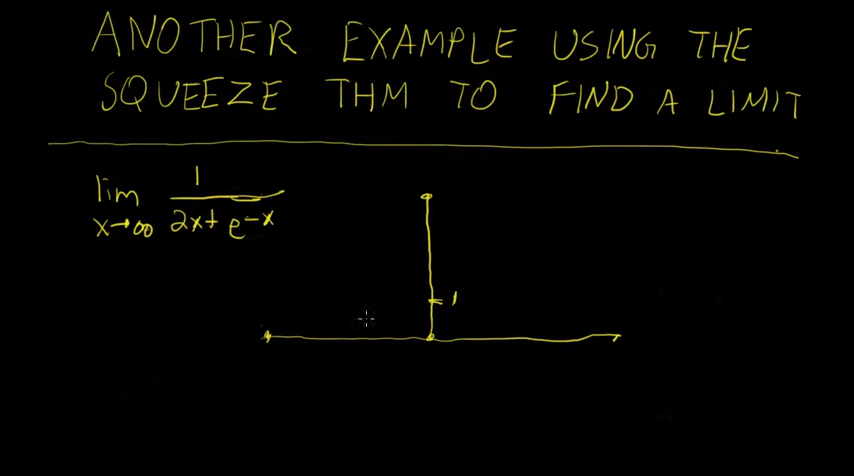 ANOTHER EXAMPLE USING THE
SQUEEZE THM TO FIND A LIMIT
lim
x→∞
1
2x+ e^-x
1